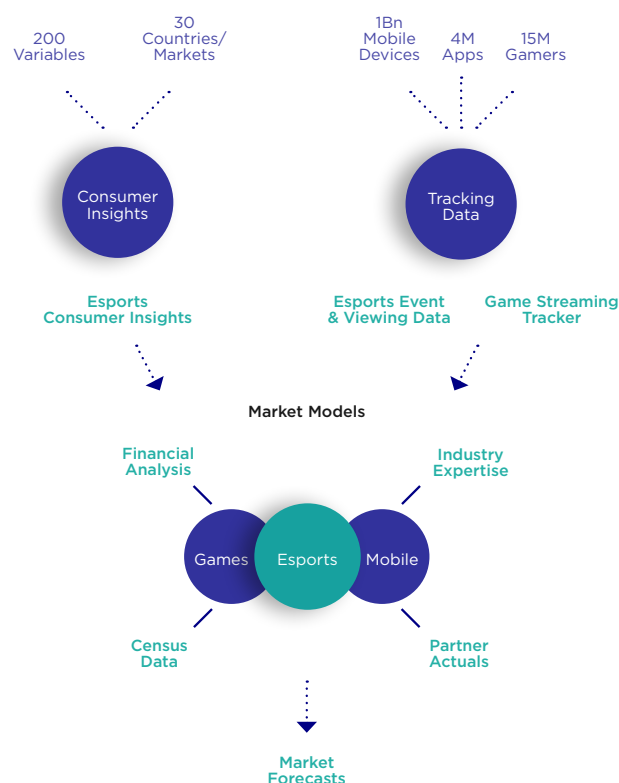 200
Variables
30
Countries/
Markets
1Bn
Mobile
Devices
4M
Apps
15M
Gamers
Consumer
Insights
Tracking
Data
Esports
Consumer Insights
Esports Event
& Viewing Data
Game Streaming
Tracker
Market Models
Financial
Analysis
Industry
Expertise
Games
Esports
Mobile
Census
Data
Partner
Actuals
Market
Forecasts